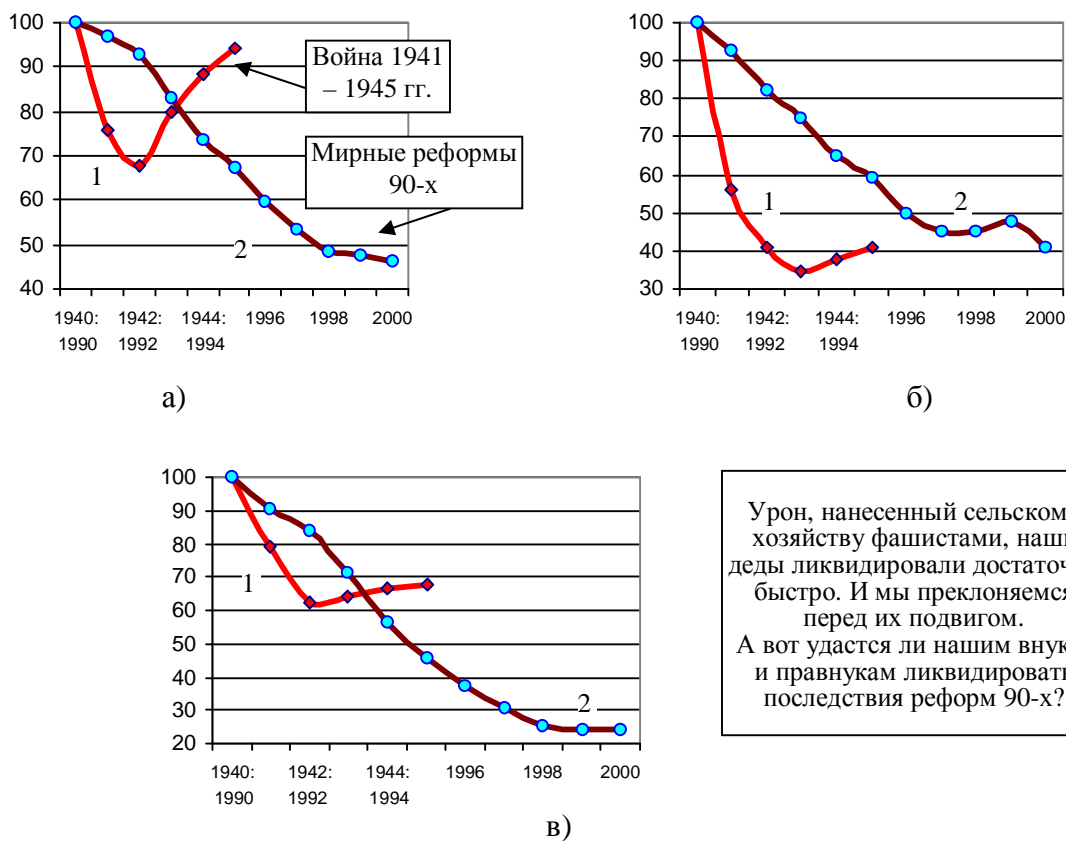 100
90
80
70
60
50
40
Война 1941
– 1945 гг.
Мирные реформы
90-х
1
2
1940: 1942: 1944: 1996 1998 2000
1990 1992 1994
а)
100
90
80
70
60
50
40
30
1
2
1940: 1942: 1944: 1996 1998 2000
1990 1992 1994
б)
100
90
80
70
60
50
40
30
20
1
2
1940: 1942: 1944: 1996 1998 2000
1990 1992 1994
в)
Урон, нанесенный сельском
хозяйству фашистами, наши
деды ликвидировали достаточ
быстро. И мы преклоняемся
перед их подвигом.
А вот удастся ли нашим внук
и правнукам ликвидировать
последствия реформ 90-х?